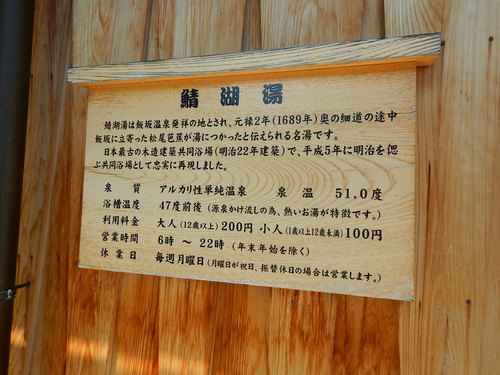 鯖湖湯
鯖湖湯は飯坂温泉発祥の地とされ、元禄2年(1689年)奥の細道の途中
飯坂に立寄った松尾芭蕉が湯につかったと伝えられる名湯です。
日本最古の木造建築共同浴場(明治22年建築)で、平成5年に明治を偲
ぶ共同浴場として忠実に再現しました。
泉質 アルカリ性単純温泉 泉温 51.0度
浴槽温度 47度前後(源泉かけ流しの為、熱いお湯が特徴です。)
利用料金 大人(12歳以上)200円 小人(1歳以上12歳未満)100円
営業時間 6時～22時(年末年始を除く)
休業日 毎週月曜日(月曜日が祝日、振替休日の場合は営業します。)